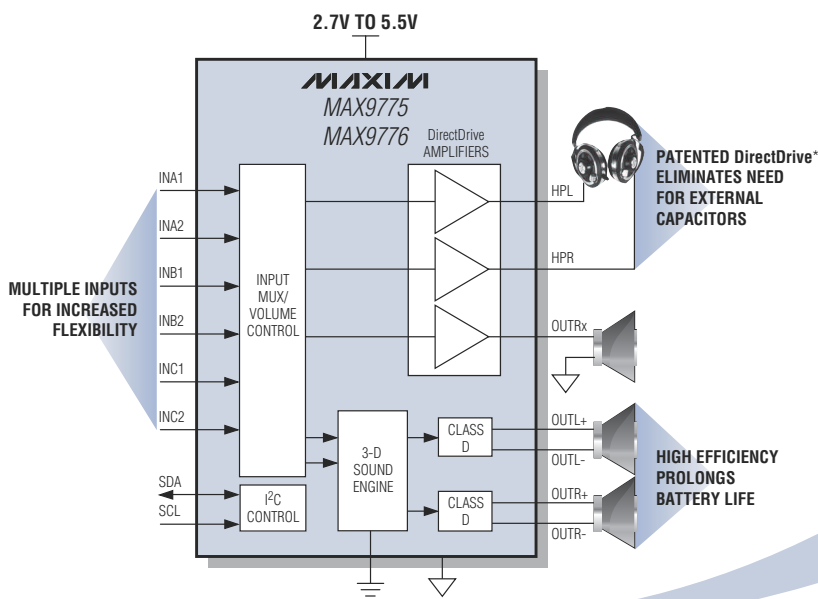 2.7V TO 5.5V
MAXIM
MAX9775
MAX9776
DirectDrive
AMPLIFIERS
INA1
INA2
INB1
INB2
INC1
INC2
SDA
SCL
MULTIPLE INPUTS
FOR INCREASED
FLEXIBILITY
INPUT
MUX/
VOLUME
CONTROL
I²C
CONTROL
3-D
SOUND
ENGINE
CLASS
D
CLASS
D
HPL
HPR
OUTRx
OUTL+
OUTL-
OUTR+
OUTR-
PATENTED DirectDrive*
ELIMINATES NEED
FOR EXTERNAL
CAPACITORS
HIGH EFFICIENCY
PROLONGS
BATTERY LIFE